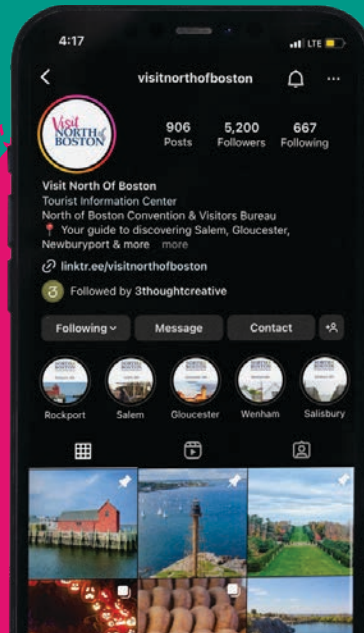 4:17
LTE
visitnorthofboston
Visit
NORTH of
BOSTON
906 5,200 667
Posts Followers Following
Visit North Of Boston
Tourist Information Center
North of Boston Convention & Visitors Bureau
📍 Your guide to discovering Salem, Gloucester,
Newburyport & more more
linktr.ee/visitnorthofboston
3 Followed by 3thoughtcreative
Following Message Contact
Rockport Salem Gloucester Wenham Salisbury